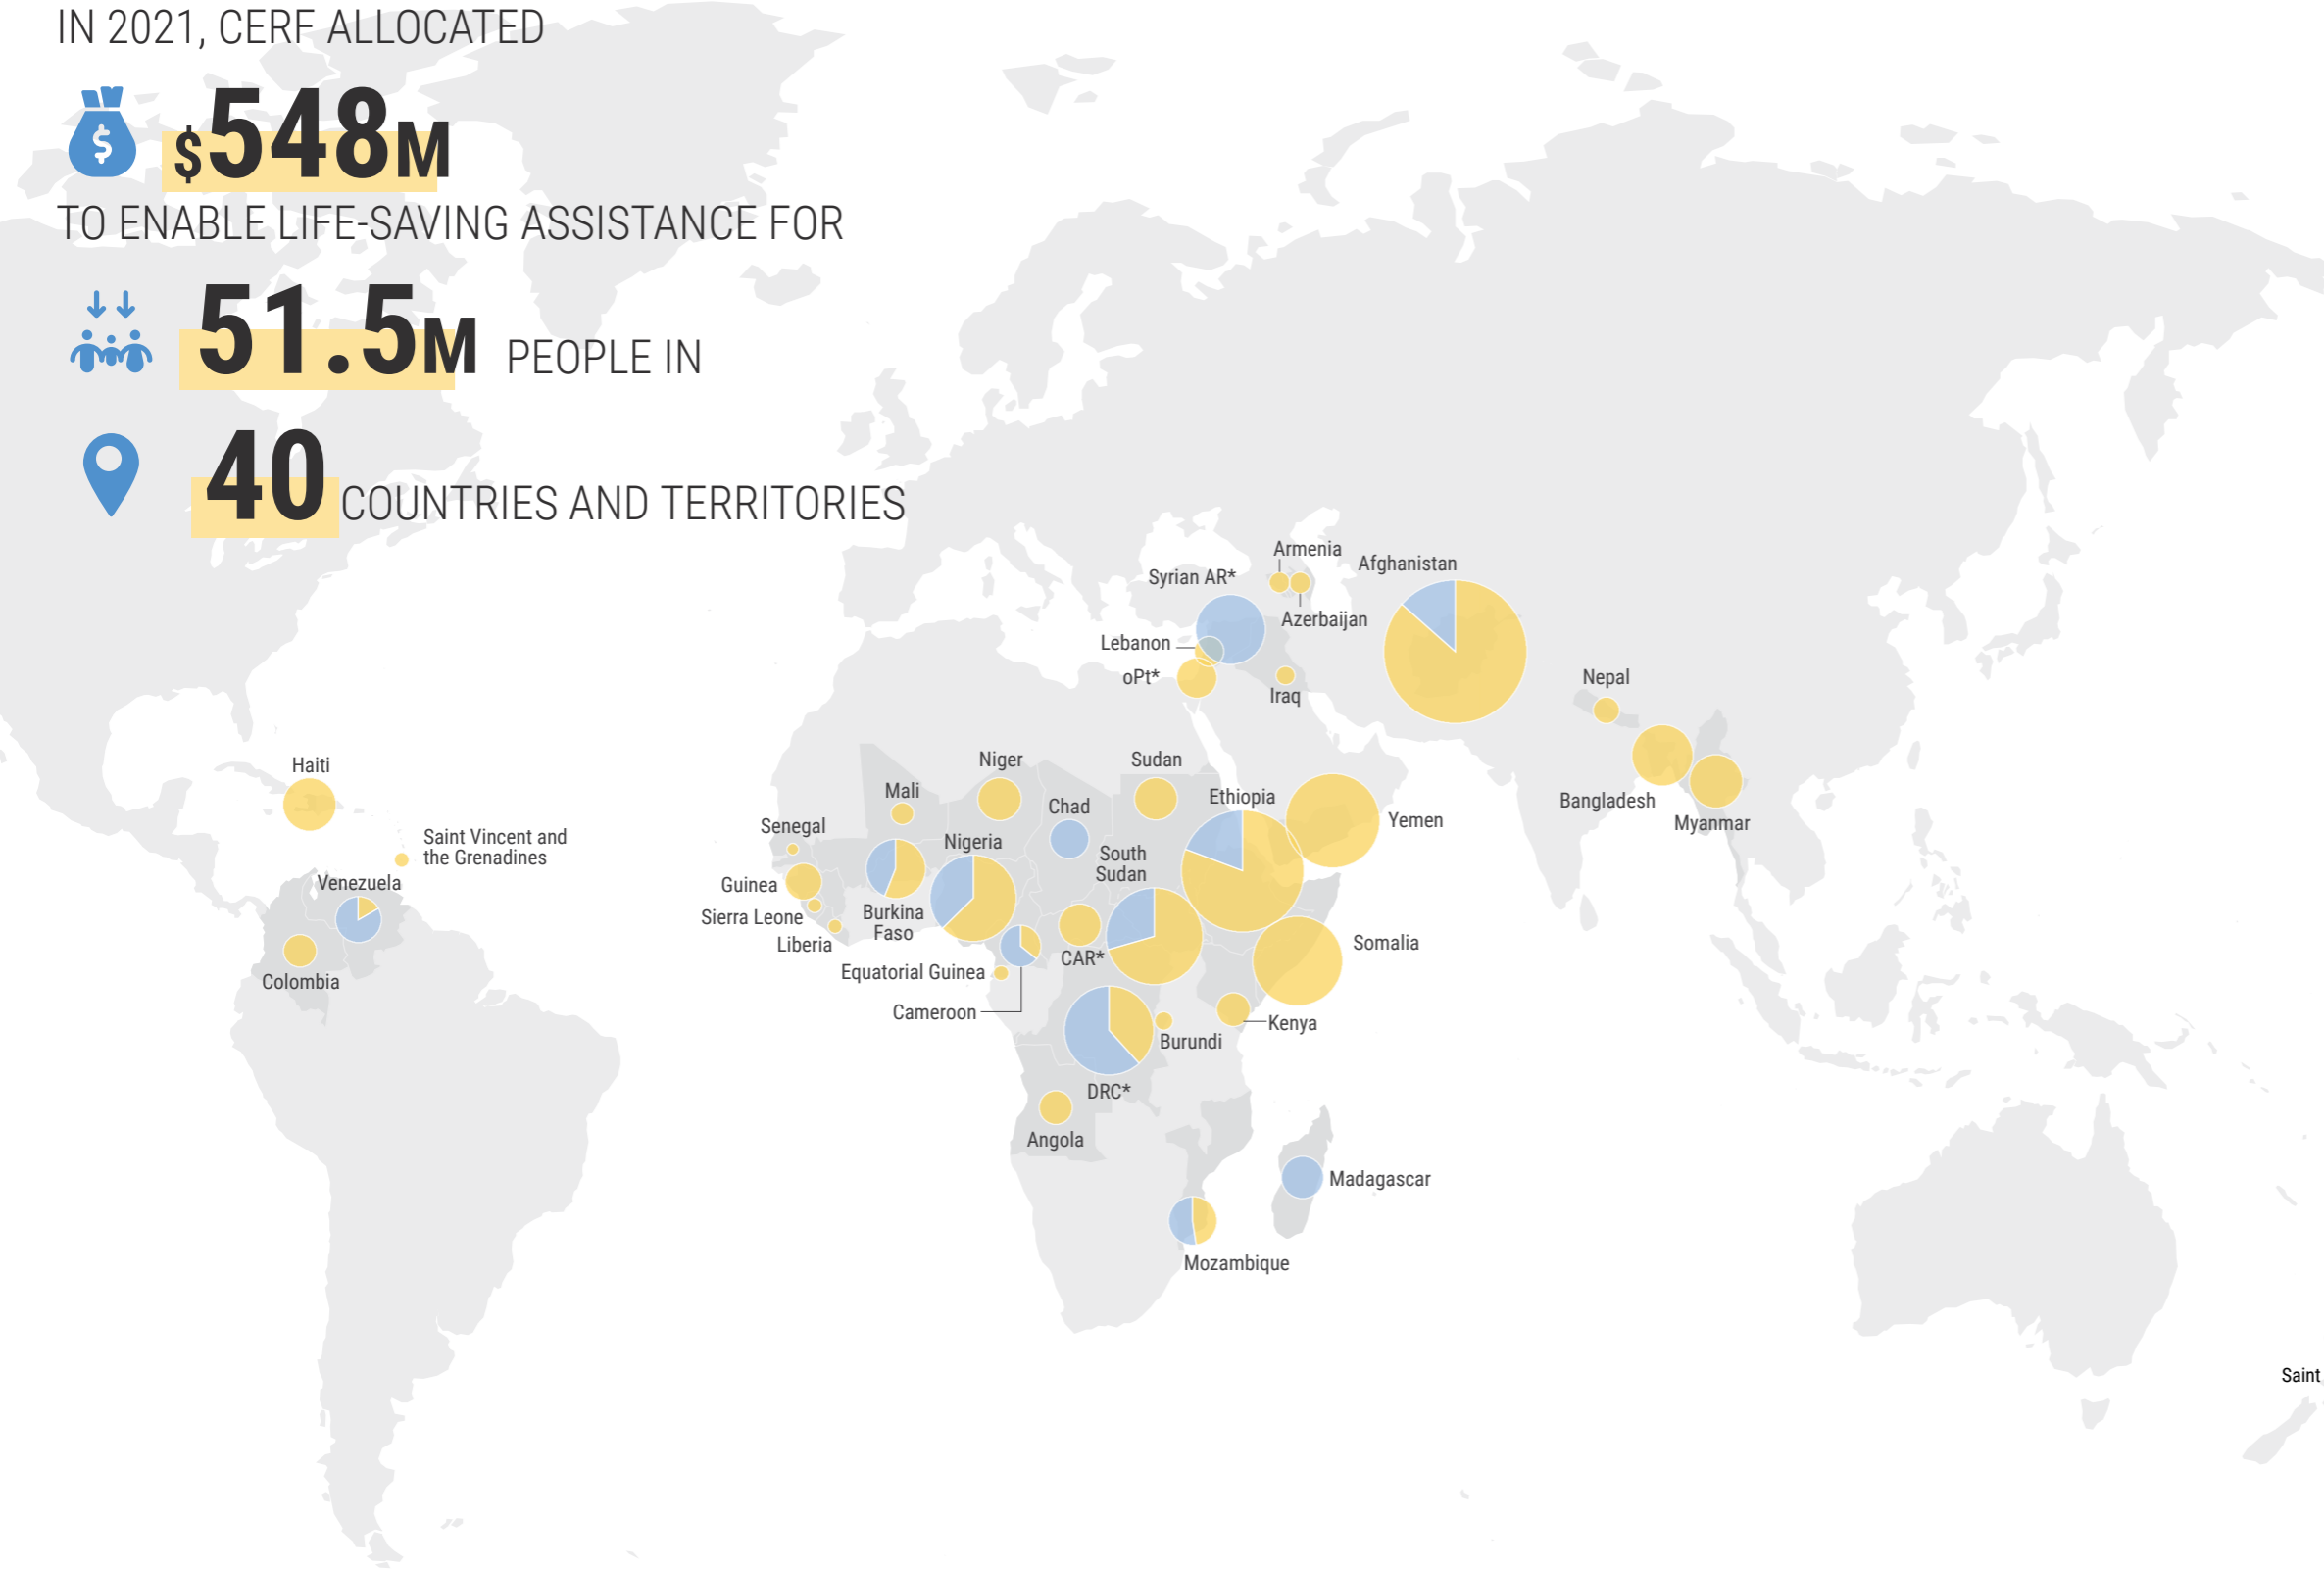 IN 2021, CERF ALLOCATED
$
$548M
TO ENABLE LIFE-SAVING ASSISTANCE FOR
51.5M PEOPLE IN
40 COUNTRIES AND TERRITORIES
Armenia
Afghanistan
Syrian AR*
Azerbaijan
Lebanon
oPt*
Iraq
Nepal
Haiti
Niger
Sudan
Mali
Chad
Ethiopia
Bangladesh
Yemen
Myanmar
Senegal
Saint Vincent and
the Grenadines
Nigeria
South
Sudan
Venezuela
Guinea
Sierra Leone
Burkina
Faso
Liberia
Somalia
CAR*
Colombia
Equatorial Guinea
Cameroon
Kenya
Burundi
DRC*
Angola
Madagascar
Mozambique
Saint